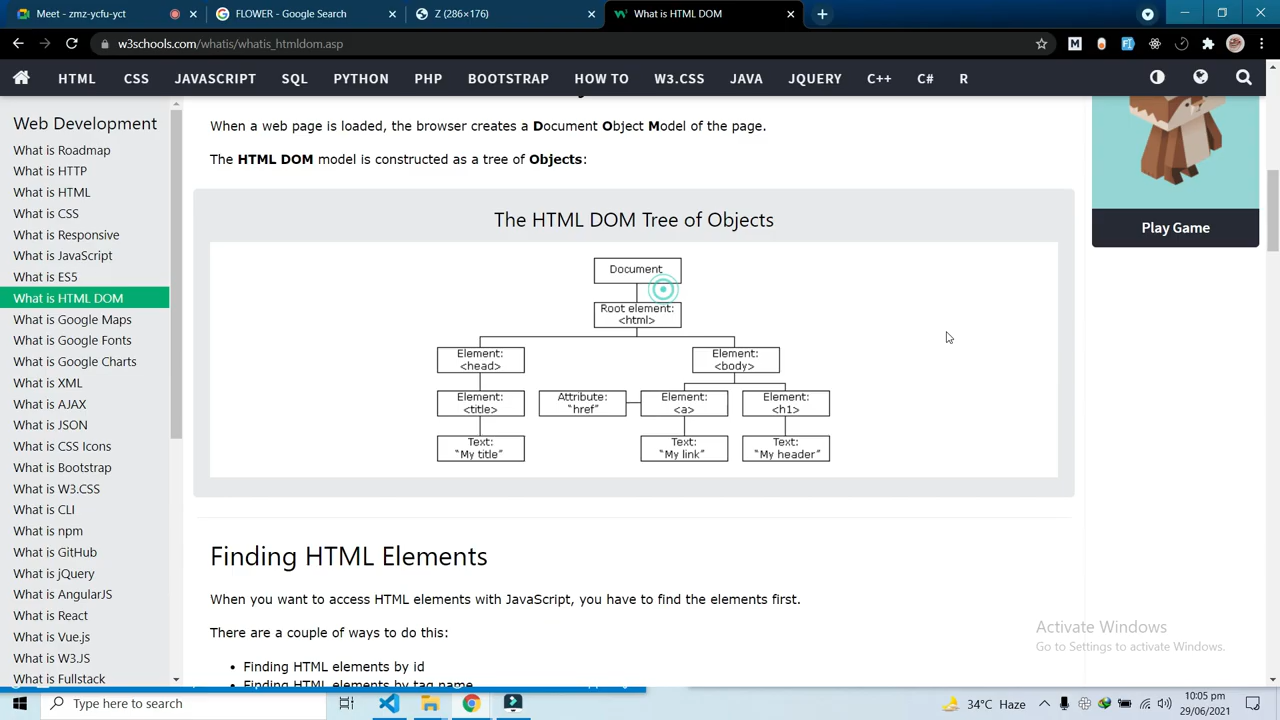 Meet - zmz-ycfu-yct
FLOWER - Google Search
Z (286×176)
What is HTML DOM
w3schools.com/whatis/whatis_htmldom.asp
HTML CSS JAVASCRIPT SQL PYTHON PHP BOOTSTRAP HOW TO W3.CSS JAVA JQUERY C++ C# R
Web Development
What is Roadmap
What is HTTP
What is HTML
What is CSS
What is Responsive
What is JavaScript
What is ES5
What is HTML DOM
What is Google Maps
What is Google Fonts
What is Google Charts
What is XML
What is AJAX
What is JSON
What is CSS Icons
What is Bootstrap
What is W3.CSS
What is CLI
What is npm
What is GitHub
What is jQuery
What is AngularJS
What is React
What is Vue.js
What is W3.JS
What is Fullstack
When a web page is loaded, the browser creates a Document Object Model of the page.
The HTML DOM model is constructed as a tree of Objects:
The HTML DOM Tree of Objects
Document
Root element:
<html>
Element:
<head>
Element:
<body>
Element:
<title>
Attribute:
"href"
Element:
<a>
Element:
<h1>
Text:
"My title"
Text:
"My link"
Text:
"My header"
Finding HTML Elements
When you want to access HTML elements with JavaScript, you have to find the elements first.
There are a couple of ways to do this:
• Finding HTML elements by id
• Finding HTML elements by tag name
Play Game
Activate Windows
Go to Settings to activate Windows.
Type here to search
34°C Haze
10:05 pm
29/06/2021